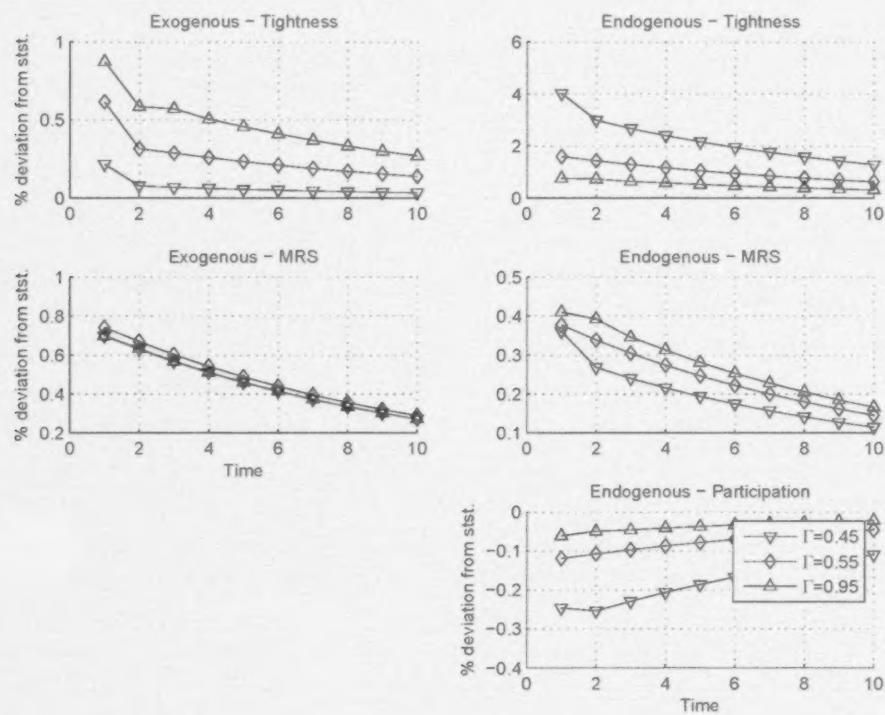 Exogenous – Tightness
% deviation from stst.
1
0.5
0
0 2 4 6 8 10
Endogenous – Tightness
6
4
2
0
0 2 4 6 8 10
Exogenous – MRS
% deviation from stst.
1
0.8
0.6
0.4
0.2
0 2 4 6 8 10
Time
Endogenous – MRS
0.5
0.4
0.3
0.2
0.1
0 2 4 6 8 10
Endogenous – Participation
% deviation from stst.
0
−0.1
−0.2
−0.3
−0.4
0 2 4 6 8 10
Time
Γ=0.45
Γ=0.55
Γ=0.95